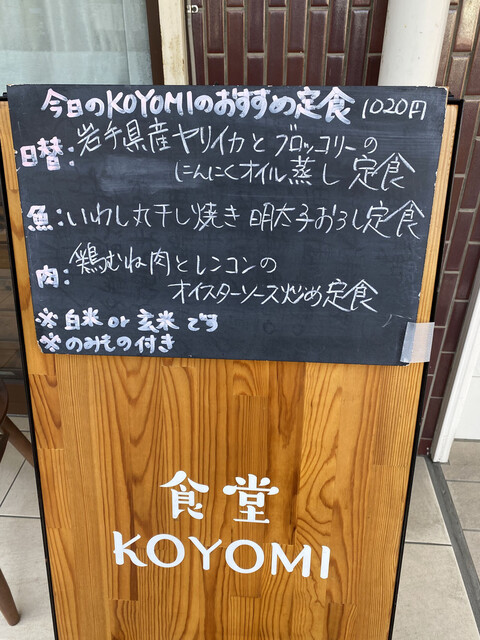 今日のKOYOMIのおすすめ定食 1020円
日替:岩手県産ヤリイカとブロッコリーの
にんにくオイル蒸し定食
魚:いわし丸干し焼き 明太子おろし定食
肉:鶏むね肉とレンコンの
オイスターソース炒め定食
※白米or玄米です
※のみもの付き
食堂
KOYOMI